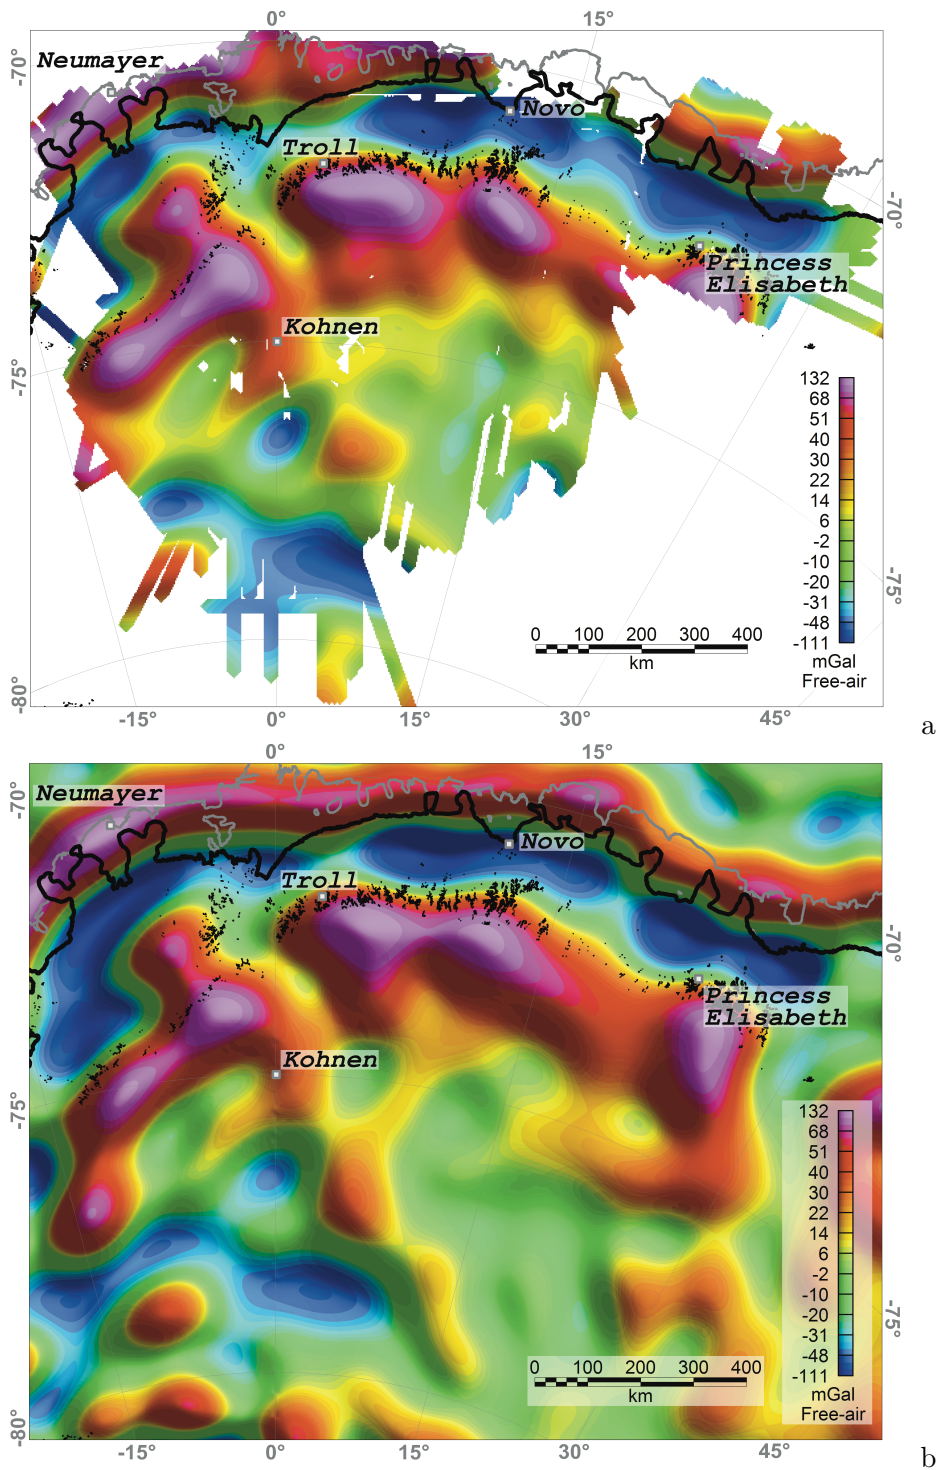 0°
15°
-70°
Neumayer
Novo
Troll
-70°
Princess
Elisabeth
Kohnen
-75°
132
68
51
40
30
22
14
6
-2
-10
-20
-31
-48
-111
mGal
Free-air
-75°
0 100 200 300 400
km
-80°
-15°
0°
15°
30°
45°
a
0°
15°
-70°
Neumayer
Novo
Troll
-70°
Princess
Elisabeth
Kohnen
-75°
132
68
51
40
30
22
14
6
-2
-10
-20
-31
-48
-111
mGal
Free-air
-75°
0 100 200 300 400
km
-80°
-15°
0°
15°
30°
45°
b